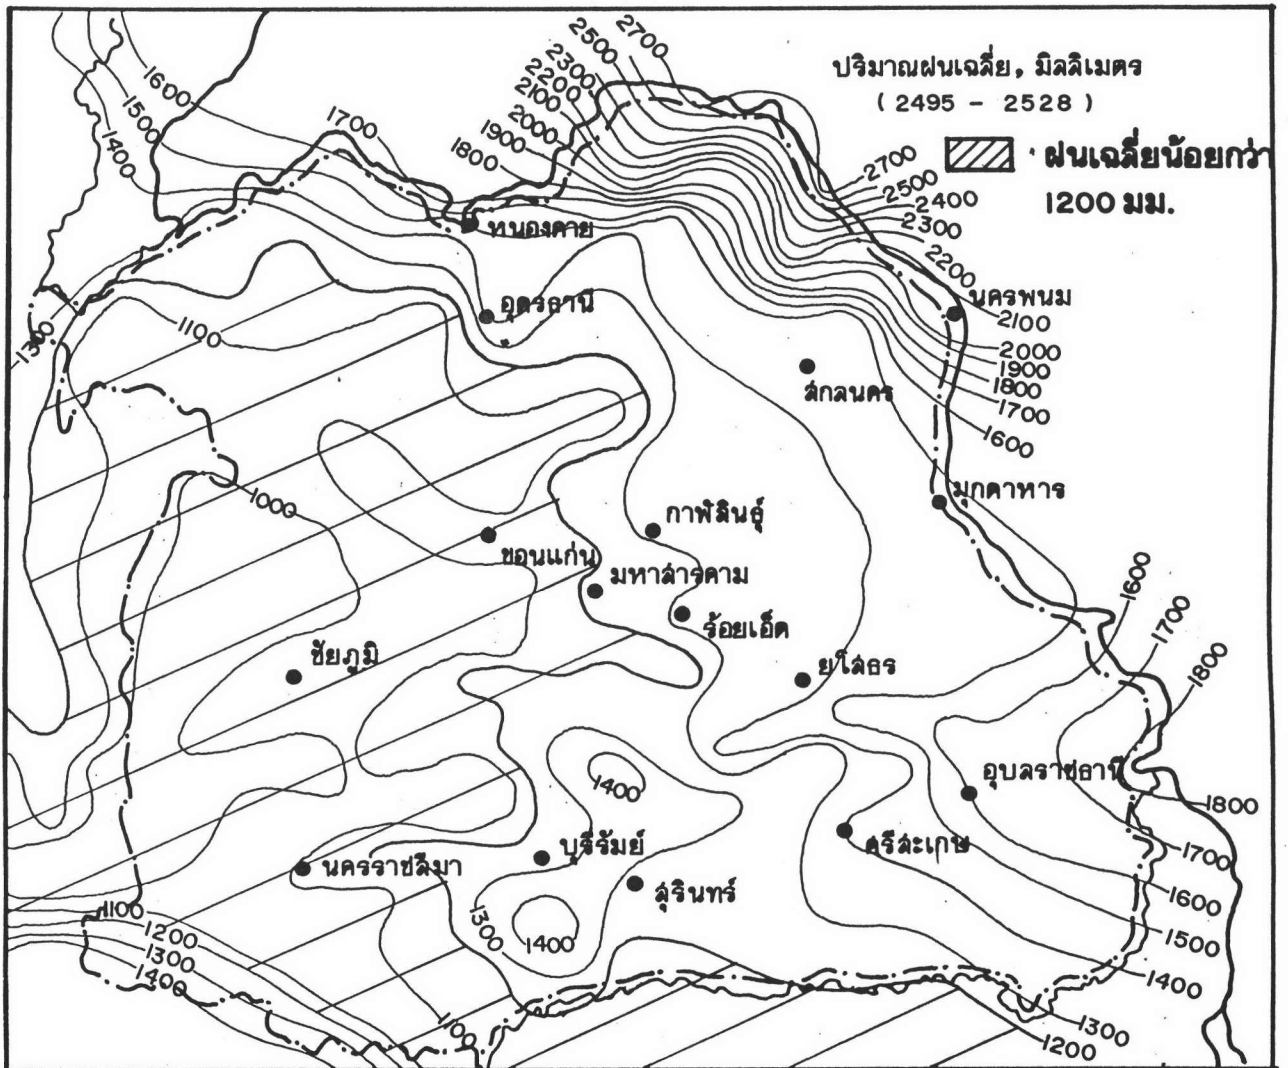 ปริมาณฝนเฉลี่ย, มิลลิเมตร
( 2495 - 2528 )
ฝนเฉลี่ยน้อยกว่า
1200 มม.
2700
2500
2300
2200
2100
2000
1900
1800
1700
1600
1500
1400
2700
2500
2400
2300
2200
2100
2000
1900
1800
1700
1600
หนองคาย
อุดรธานี
นครพนม
สกลนคร
1300
1100
1000
มุกดาหาร
กาฬสินธุ์
ขอนแก่น
มหาสารคาม
ร้อยเอ็ด
ชัยภูมิ
ยโสธร
1600
1700
1800
อุบลราชธานี
1400
1800
ศรีสะเกษ
บุรีรัมย์
นครราชสีมา
สุรินทร์
1700
1600
1500
1400
1300
1200
1300
1400
1100
1200
1300
1400
1100